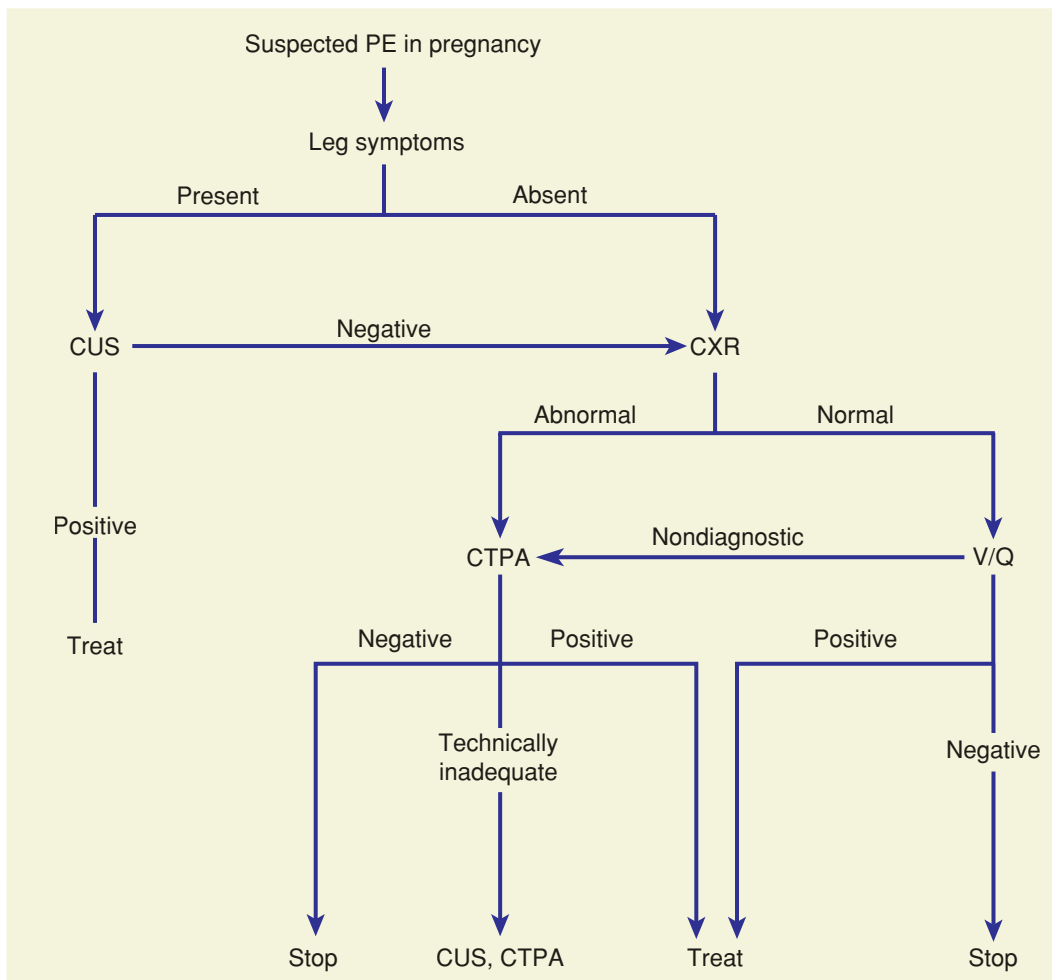 Suspected PE in pregnancy
Leg symptoms
Present
Absent
CUS
Negative
CXR
Abnormal
Normal
Positive
CTPA
Nondiagnostic
V/Q
Treat
Negative
Positive
Positive
Technically
inadequate
Negative
Stop
CUS, CTPA
Treat
Stop